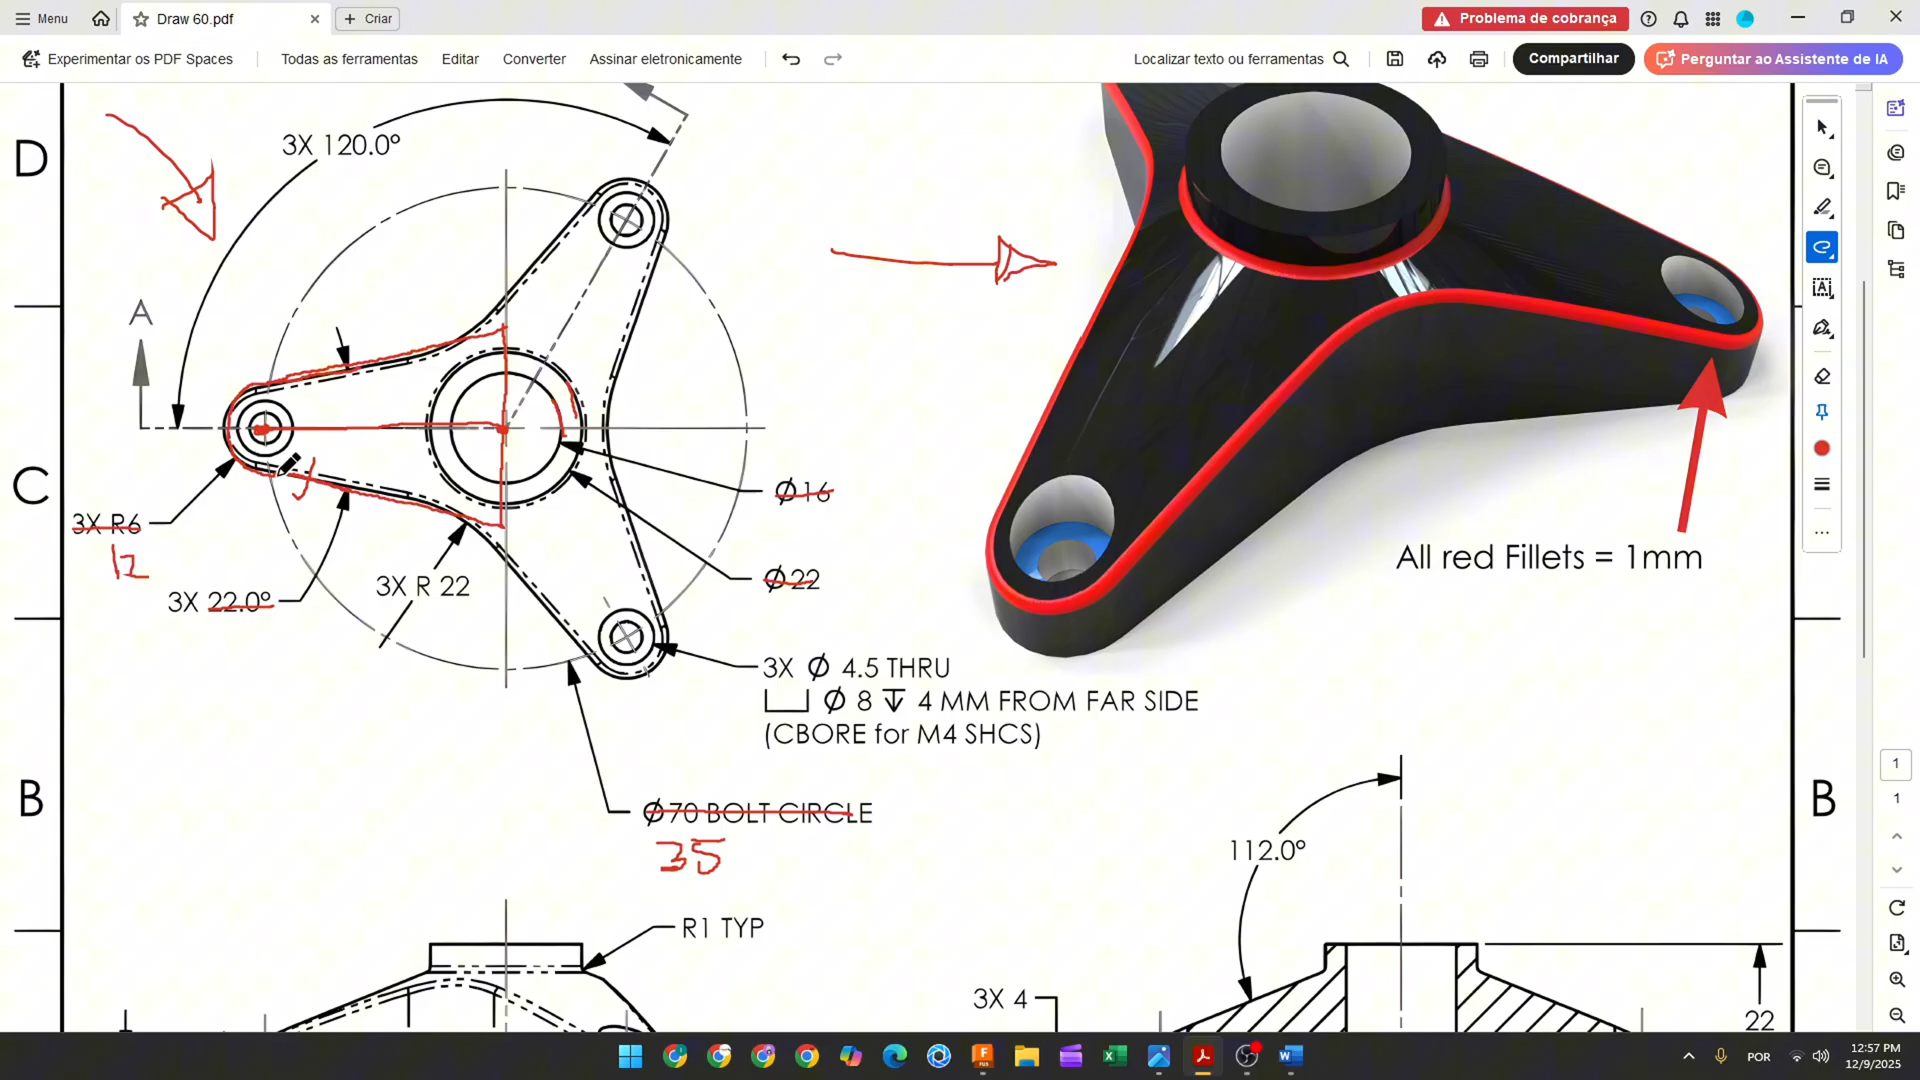 Menu
Draw 60.pdf
Criar
Problema de cobrança
Experimentar os PDF Spaces
Todas as ferramentas
Editar
Converter
Assinar eletronicamente
Localizar texto ou ferramentas
Compartilhar
Perguntar ao Assistente de IA
D
3X 120.0°
A
C
3X R6
12
3X 22.0°
3X R 22
Ø16
Ø22
All red Fillets = 1mm
3X Ø 4.5 THRU
⌴ Ø 8 ↧ 4 MM FROM FAR SIDE
(CBORE for M4 SHCS)
B
Ø70 BOLT CIRCLE
35
112.0°
B
R1 TYP
3X 4
22
1
1
POR
12:57 PM
12/9/2025